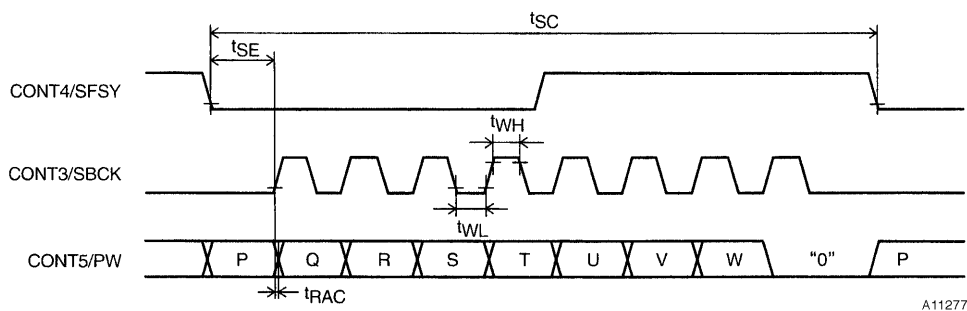 tSC
tSE
CONT4/SFSY
tWH
CONT3/SBCK
tWL
CONT5/PW P Q R S T U V W "0" P
tRAC
A11277